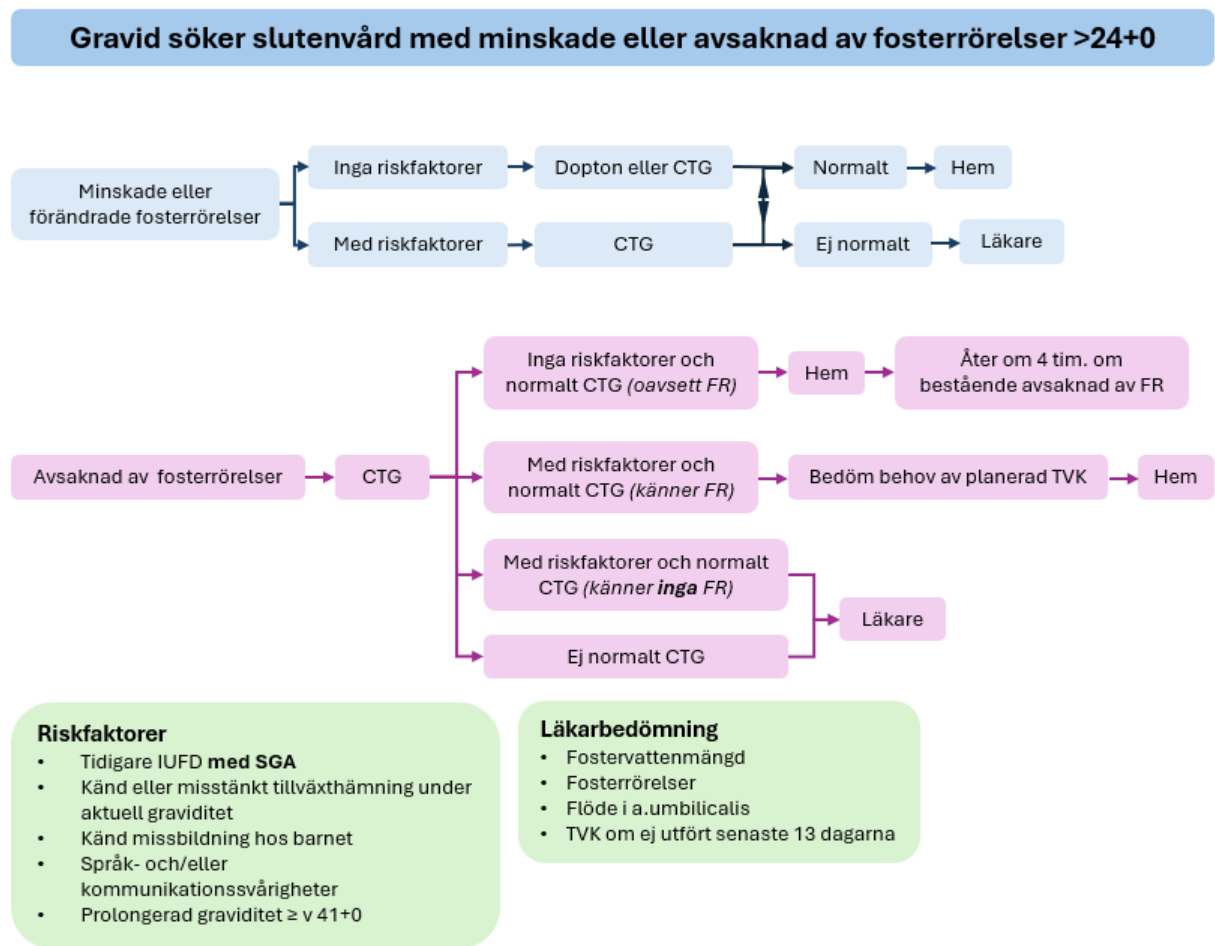 Gravid söker slutenvård med minskade eller avsaknad av fosterrörelser >24+0
Minskade eller
förändrade fosterrörelser
Inga riskfaktorer
Dopton eller CTG
Normalt
Hem
Med riskfaktorer
CTG
Ej normalt
Läkare
Avsaknad av fosterrörelser
CTG
Inga riskfaktorer och
normalt CTG (oavsett FR)
Hem
Åter om 4 tim. om
bestående avsaknad av FR
Med riskfaktorer och
normalt CTG (känner FR)
Bedöm behov av planerad TVK
Hem
Med riskfaktorer och normalt
CTG (känner inga FR)
Ej normalt CTG
Läkare
Riskfaktorer
• Tidigare IUFD med SGA
• Känd eller misstänkt tillväxthämning under
aktuell graviditet
• Känd missbildning hos barnet
• Språk- och/eller
kommunikationssvårigheter
• Prolongerad graviditet ≥ v 41+0
Läkarbedömning
• Fostervattenmängd
• Fosterrörelser
• Flöde i a.umbilicalis
• TVK om ej utfört senaste 13 dagarna